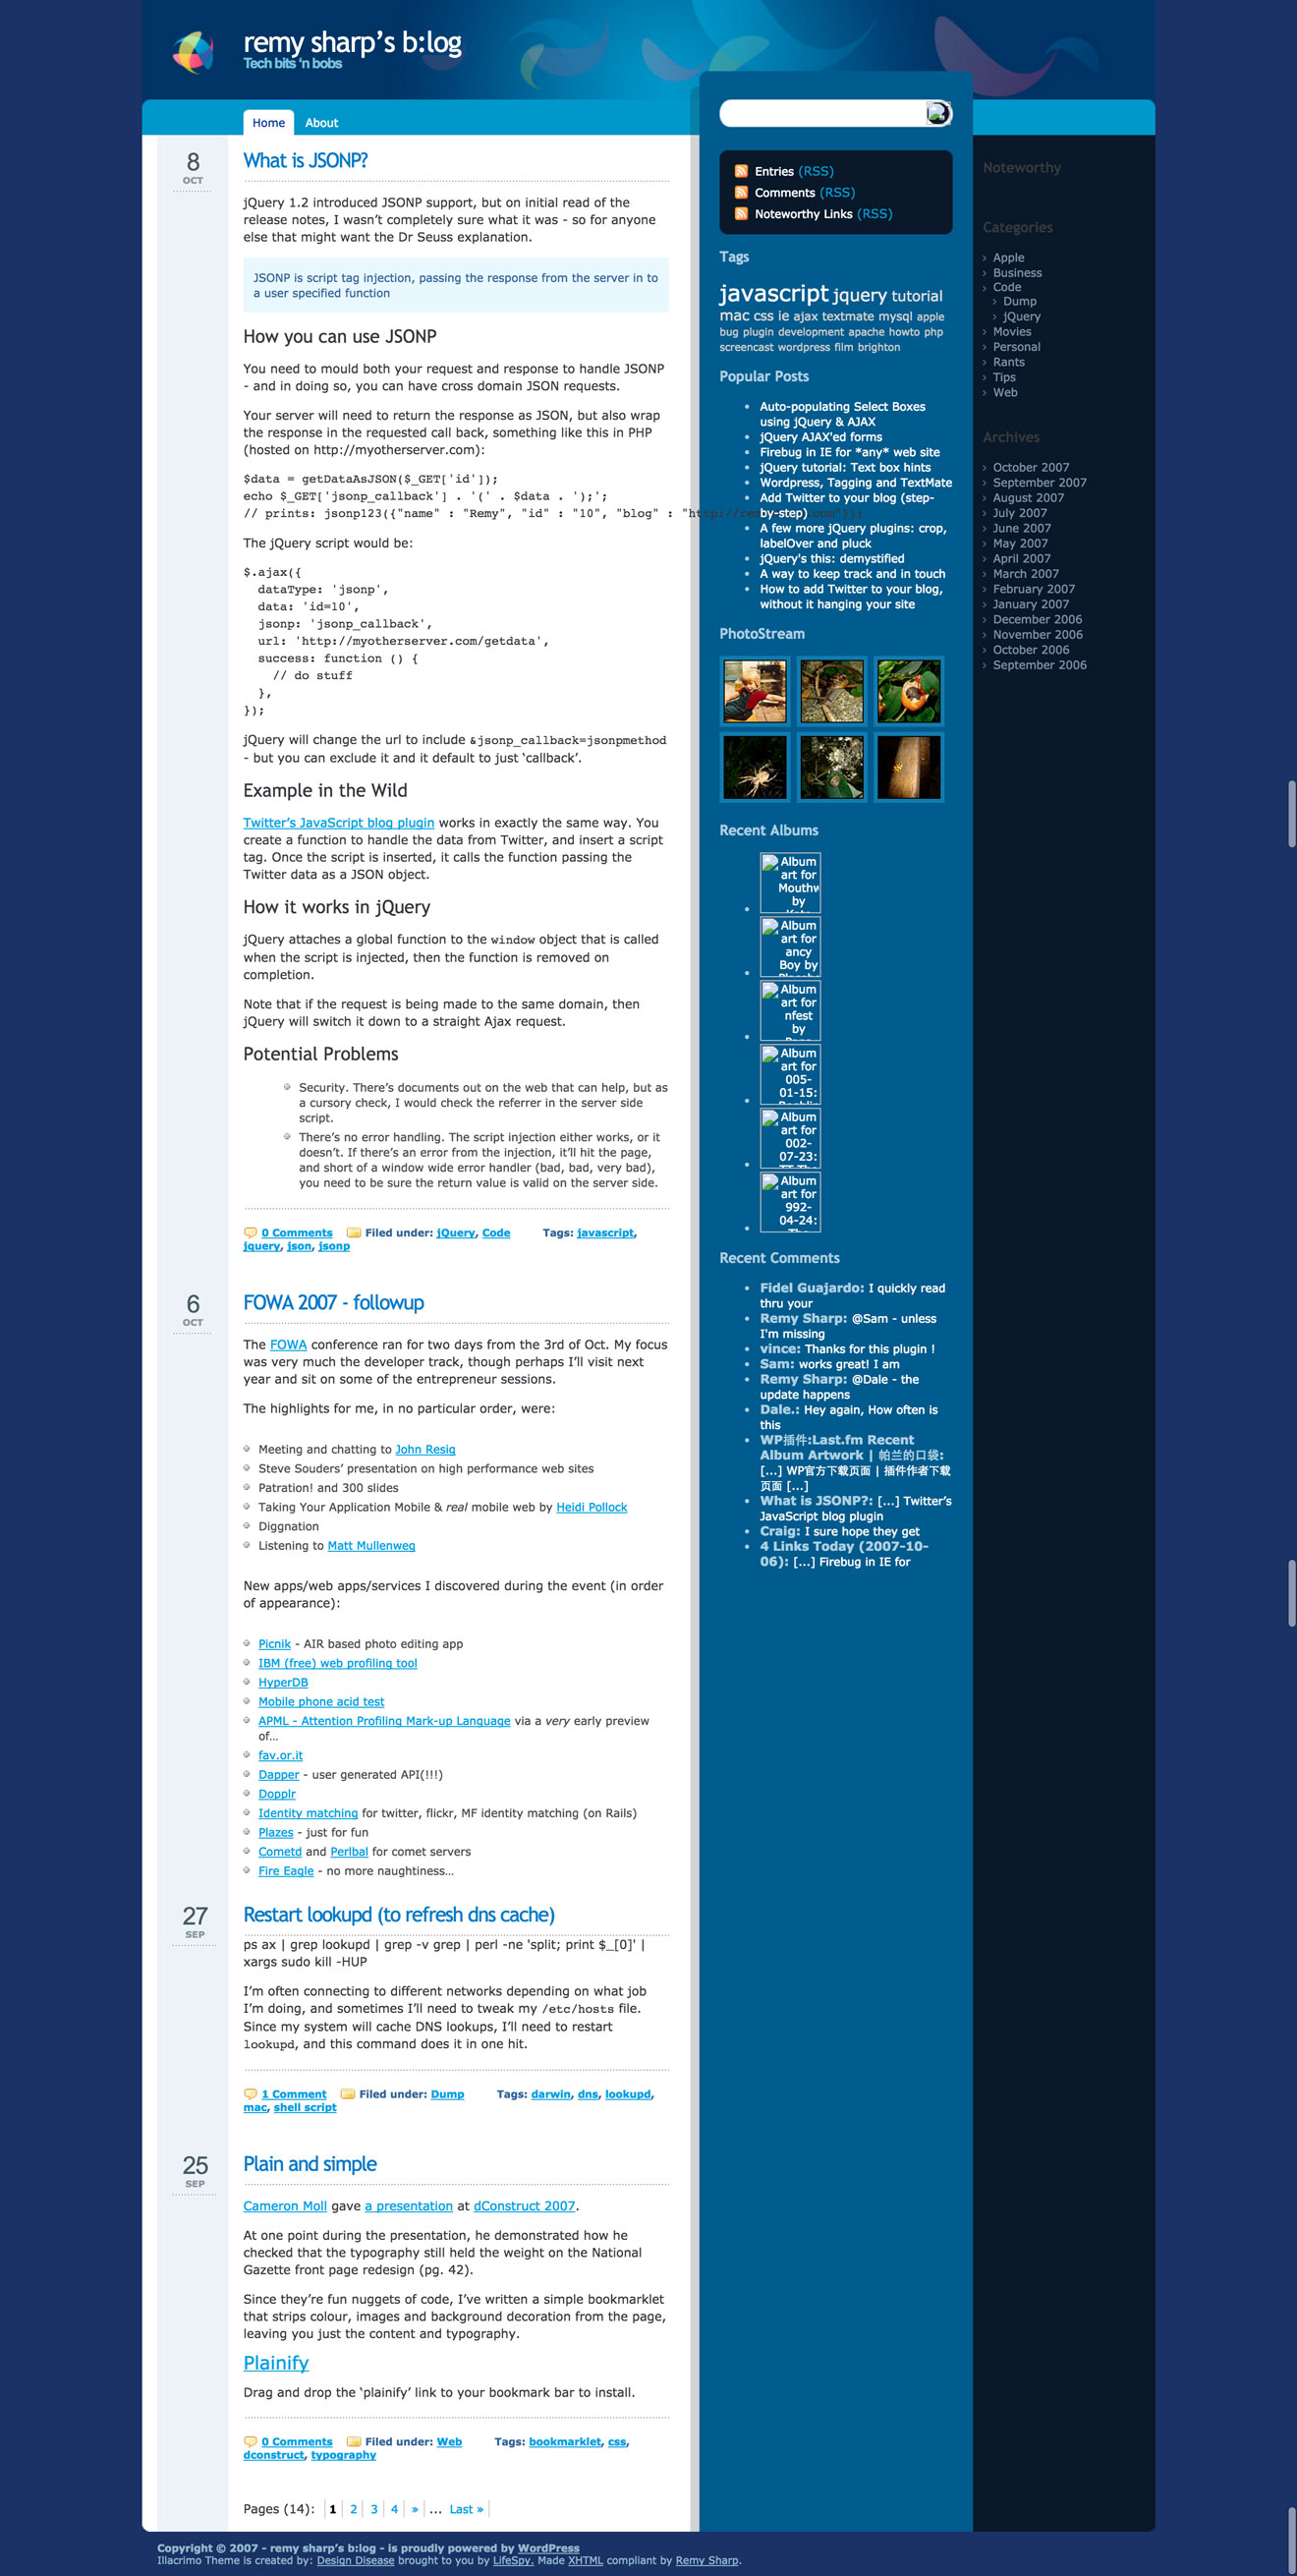 remy sharp's b:log
Tech bits 'n bobs
Home
About
8
OCT
What is JSONP?
jQuery 1.2 introduced JSONP support, but on initial read of the
release notes, I wasn't completely sure what it was - so for anyone
else that might want the Dr Seuss explanation.
JSONP is script tag injection, passing the response from the server in to
a user specified function
How you can use JSONP
You need to mould both your request and response to handle JSONP
- and in doing so, you can have cross domain JSON requests.
Your server will need to return the response as JSON, but also wrap
the response in the requested call back, something like this in PHP
(hosted on http://myotherserver.com):
$data = getDataAsJSON($_GET['id']);
echo $_GET['jsonp_callback'] . '(' . $data . ');';
// prints: jsonp123({"name" : "Remy", "id" : "10", "blog" : "
The jQuery script would be:
$.ajax({
  dataType: 'jsonp',
  data: 'id=10',
  jsonp: 'jsonp_callback',
  url: 'http://myotherserver.com/getdata',
  success: function () {
    // do stuff
  },
});
jQuery will change the url to include &jsonp_callback=jsonpmethod
- but you can exclude it and it default to just 'callback'.
Example in the Wild
Twitter's JavaScript blog plugin works in exactly the same way. You
create a function to handle the data from Twitter, and insert a script
tag. Once the script is inserted, it calls the function passing the
Twitter data as a JSON object.
How it works in jQuery
jQuery attaches a global function to the window object that is called
when the script is injected, then the function is removed on
completion.
Note that if the request is being made to the same domain, then
jQuery will switch it down to a straight Ajax request.
Potential Problems
Security. There's documents out on the web that can help, but as
a cursory check, I would check the referrer in the server side
script.
There's no error handling. The script injection either works, or it
doesn't. If there's an error from the injection, it'll hit the page,
and short of a window wide error handler (bad, bad, very bad),
you need to be sure the return value is valid on the server side.
0 Comments Filed under: jQuery, Code Tags: javascript,
jquery, json, jsonp
6
OCT
FOWA 2007 - followup
The FOWA conference ran for two days from the 3rd of Oct. My focus
was very much the developer track, though perhaps I'll visit next
year and sit on some of the entrepreneur sessions.
The highlights for me, in no particular order, were:
Meeting and chatting to John Resig
Steve Souders' presentation on high performance web sites
Patration! and 300 slides
Taking Your Application Mobile & real mobile web by Heidi Pollock
Diggnation
Listening to Matt Mullenweg
New apps/web apps/services I discovered during the event (in order
of appearance):
Picnik - AIR based photo editing app
IBM (free) web profiling tool
HyperDB
Mobile phone acid test
APML - Attention Profiling Mark-up Language via a very early preview
of...
fav.or.it
Dapper - user generated API(!!!)
Dopplr
Identity matching for twitter, flickr, MF identity matching (on Rails)
Plazes - just for fun
Cometd and Perlbal for comet servers
Fire Eagle - no more naughtiness...
27
SEP
Restart lookupd (to refresh dns cache)
ps ax | grep lookupd | grep -v grep | perl -ne 'split; print $_[0]' |
xargs sudo kill -HUP
I'm often connecting to different networks depending on what job
I'm doing, and sometimes I'll need to tweak my /etc/hosts file.
Since my system will cache DNS lookups, I'll need to restart
lookupd, and this command does it in one hit.
1 Comment Filed under: Dump Tags: darwin, dns, lookupd,
mac, shell script
25
SEP
Plain and simple
Cameron Moll gave a presentation at dConstruct 2007.
At one point during the presentation, he demonstrated how he
checked that the typography still held the weight on the National
Gazette front page redesign (pg. 42).
Since they're fun nuggets of code, I've written a simple bookmarklet
that strips colour, images and background decoration from the page,
leaving you just the content and typography.
Plainify
Drag and drop the 'plainify' link to your bookmark bar to install.
0 Comments Filed under: Web Tags: bookmarklet, css,
dconstruct, typography
Pages (14): 1 2 3 4 » ... Last »
Entries (RSS)
Comments (RSS)
Noteworthy Links (RSS)
Tags
javascript jquery tutorial
mac css ie ajax textmate mysql apple
bug plugin development apache howto php
screencast wordpress film brighton
Popular Posts
Auto-populating Select Boxes
using jQuery & AJAX
jQuery AJAX'ed forms
Firebug in IE for *any* web site
jQuery tutorial: Text box hints
Wordpress, Tagging and TextMate
Add Twitter to your blog (step-
by-step)
A few more jQuery plugins: crop,
labelOver and pluck
jQuery's this: demystified
A way to keep track and in touch
How to add Twitter to your blog,
without it hanging your site
PhotoStream
Recent Albums
Album
art for
Mouthw
by
Album
art for
ancy
Boy by
Album
art for
nfest
by
Album
art for
005-
01-15:
Album
art for
002-
07-23:
Album
art for
992-
04-24:
Recent Comments
Fidel Guajardo: I quickly read
thru your
Remy Sharp: @Sam - unless
I'm missing
vince: Thanks for this plugin !
Sam: works great! I am
Remy Sharp: @Dale - the
update happens
Dale.: Hey again, How often is
this
WP插件:Last.fm Recent
Album Artwork | 帕兰的口袋:
[...] WP官方下载页面 | 插件作者下载
页面 [...]
What is JSONP?: [...] Twitter's
JavaScript blog plugin
Craig: I sure hope they get
4 Links Today (2007-10-
06): [...] Firebug in IE for
Noteworthy
Categories
Apple
Business
Code
Dump
jQuery
Movies
Personal
Rants
Tips
Web
Archives
October 2007
September 2007
August 2007
July 2007
June 2007
May 2007
April 2007
March 2007
February 2007
January 2007
December 2006
November 2006
October 2006
September 2006
Copyright © 2007 - remy sharp's b:log - is proudly powered by WordPress
Illacrimo Theme is created by: Design Disease brought to you by LifeSpy. Made XHTML compliant by Remy Sharp.